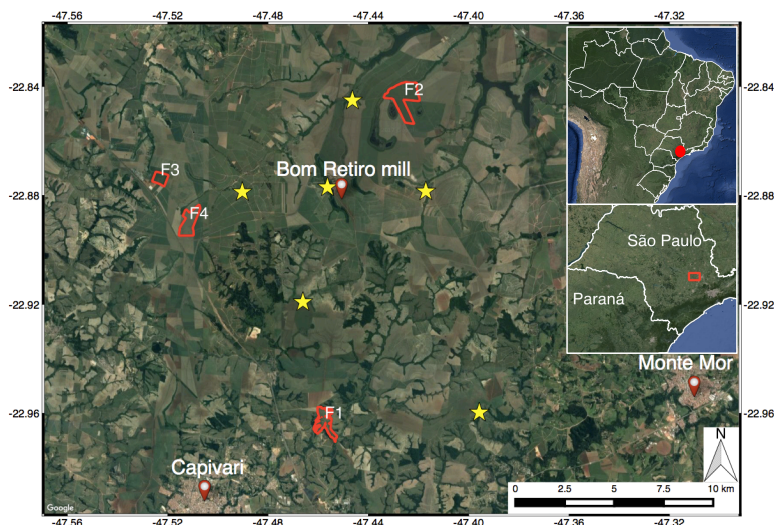 -47.56 -47.52 -47.48 -47.44 -47.40 -47.36 -47.32
-22.84 -22.84
F2
F3
Bom Retiro mill
-22.88 -22.88
F4
São Paulo
Paraná
-22.92 -22.92
Monte Mor
-22.96 -22.96
F1
N
Capivari
0 2.5 5 7.5 10 km
Google
-47.56 -47.52 -47.48 -47.44 -47.40 -47.36 -47.32